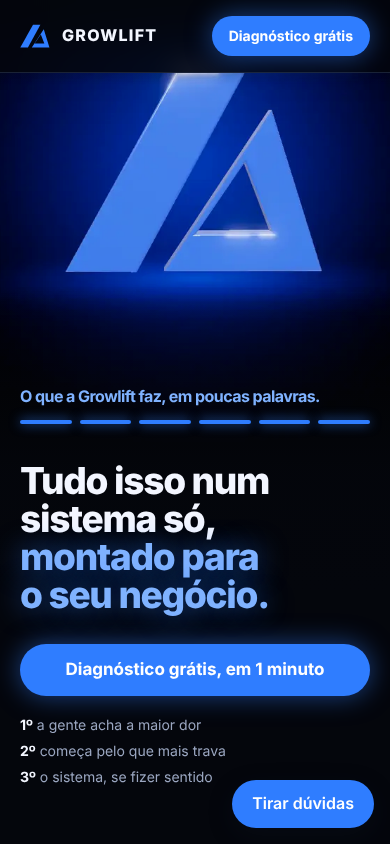 GROWLIFT
Diagnóstico grátis
O que a Growlift faz, em poucas palavras.
Tudo isso num
sistema só,
montado para
o seu negócio.
Diagnóstico grátis, em 1 minuto
1º a gente acha a maior dor
2º começa pelo que mais trava
3º o sistema, se fizer sentido
Tirar dúvidas